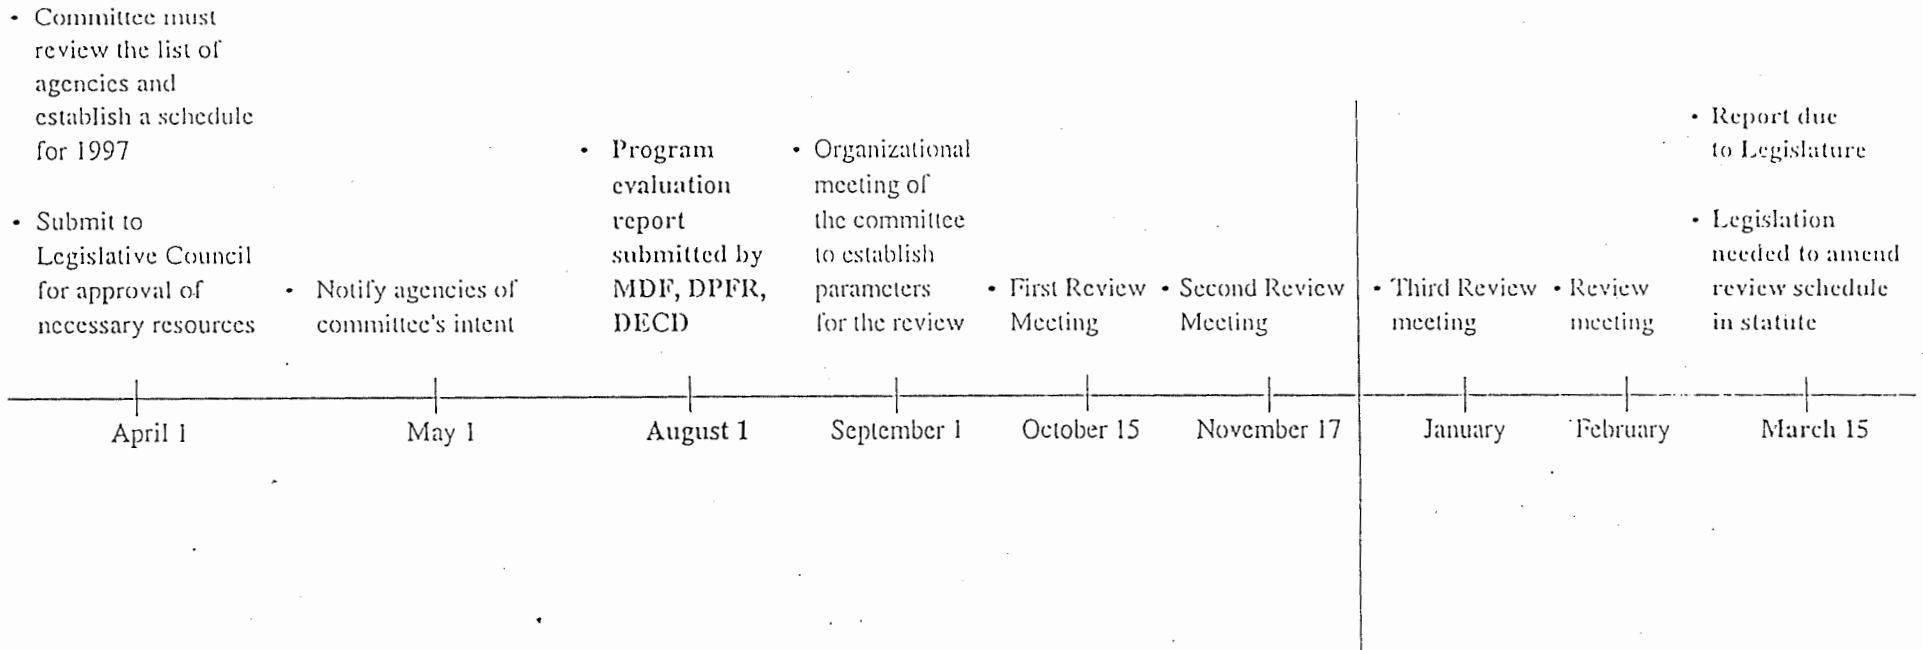 • Committee must
review the list of
agencies and
establish a schedule
for 1997
• Submit to
Legislative Council
for approval of
necessary resources
• Notify agencies of
committee's intent
• Program
evaluation
report
submitted by
MDF, DPFR,
DECD
• Organizational
meeting of
the committee
to establish
parameters
for the review
• First Review
Meeting
• Second Review
Meeting
• Third Review
meeting
• Review
meeting
• Report due
to Legislature
• Legislation
needed to amend
review schedule
in statute
April 1
May 1
August 1
September 1
October 15
November 17
January
February
March 15